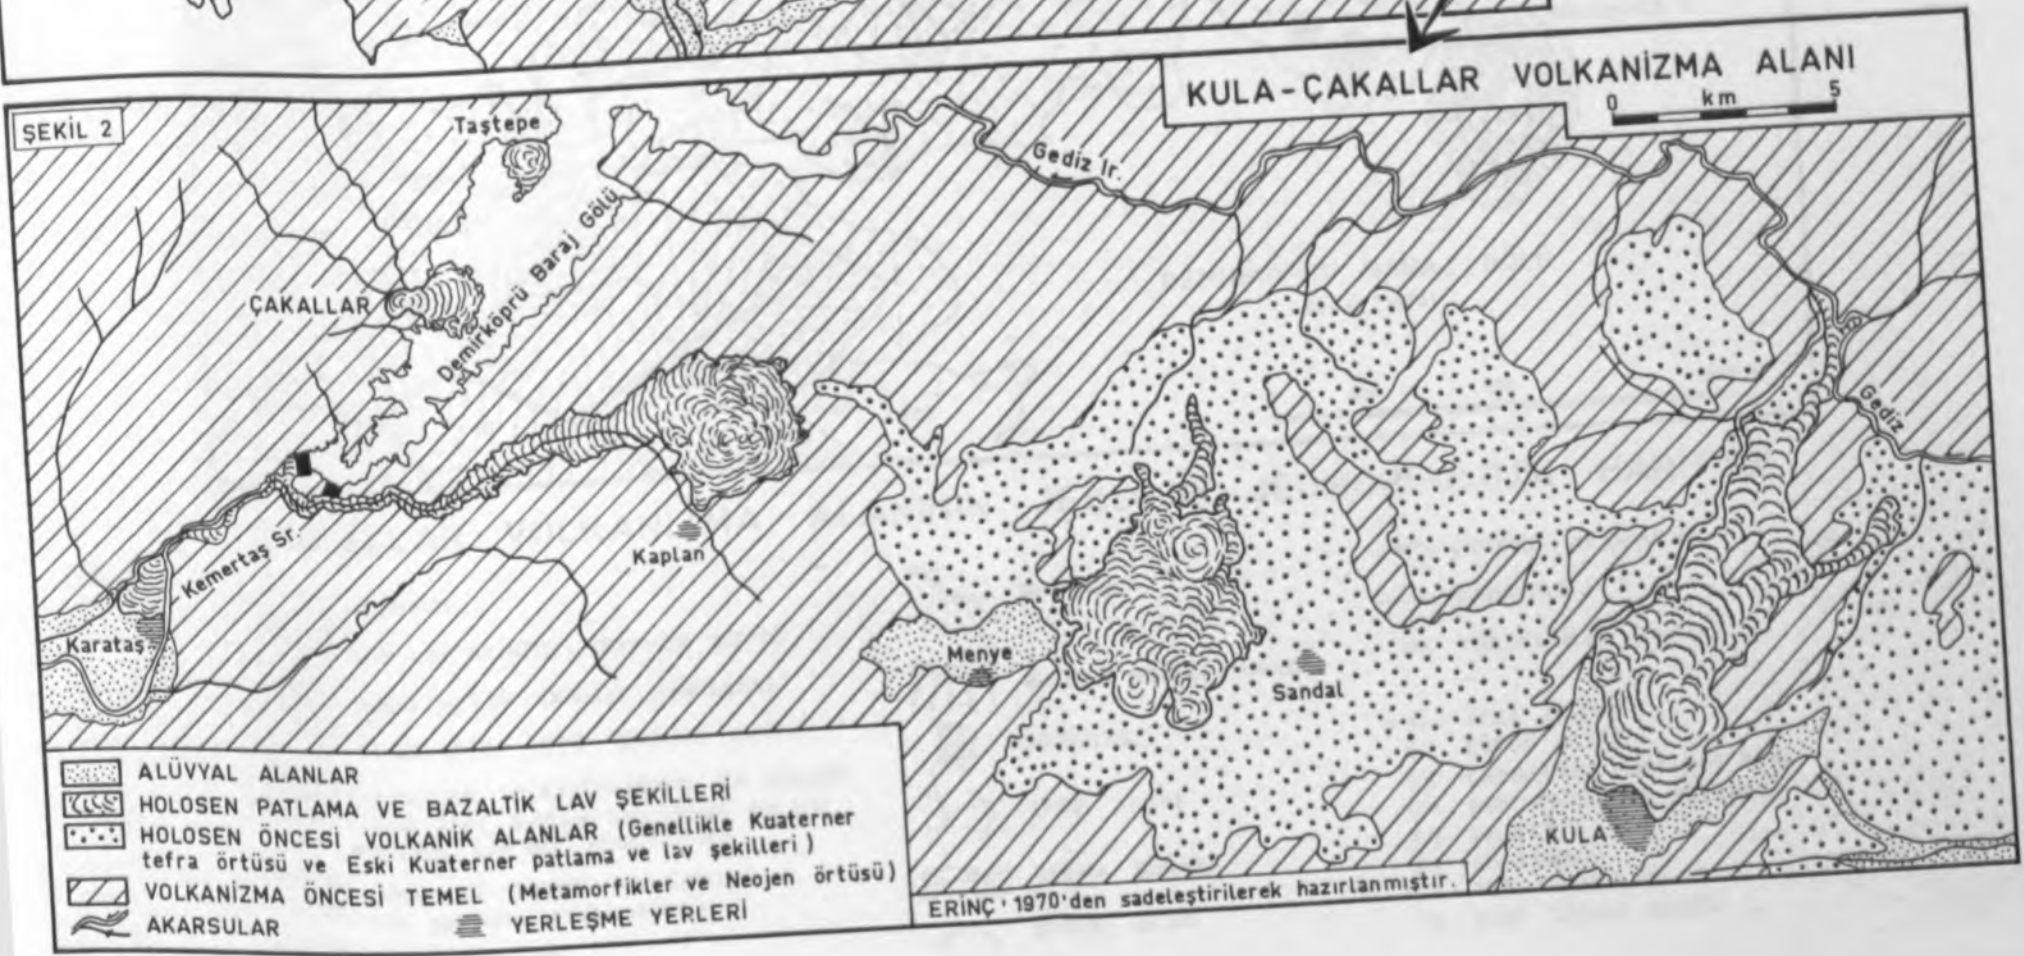 KULA-ÇAKALLAR VOLKANİZMA ALANI
0 km 5
ŞEKİL 2
Taştepe
Gediz Ir.
Demirköprü Baraj Gölü
ÇAKALLAR
Gediz
Kaplan
Kemertaş Sr.
Karataş
Menye
Sandal
KULA
ALÜVYAL ALANLAR
HOLOSEN PATLAMA VE BAZALTİK LAV ŞEKİLLERİ
HOLOSEN ÖNCESİ VOLKANİK ALANLAR (Genellikle Kuaterner
tefra örtüsü ve Eski Kuaterner patlama ve lav şekilleri)
VOLKANİZMA ÖNCESİ TEMEL (Metamorfikler ve Neojen örtüsü)
AKARSULAR
YERLEŞME YERLERİ
ERİNÇ ' 1970'den sadeleştirilerek hazırlanmıştır.